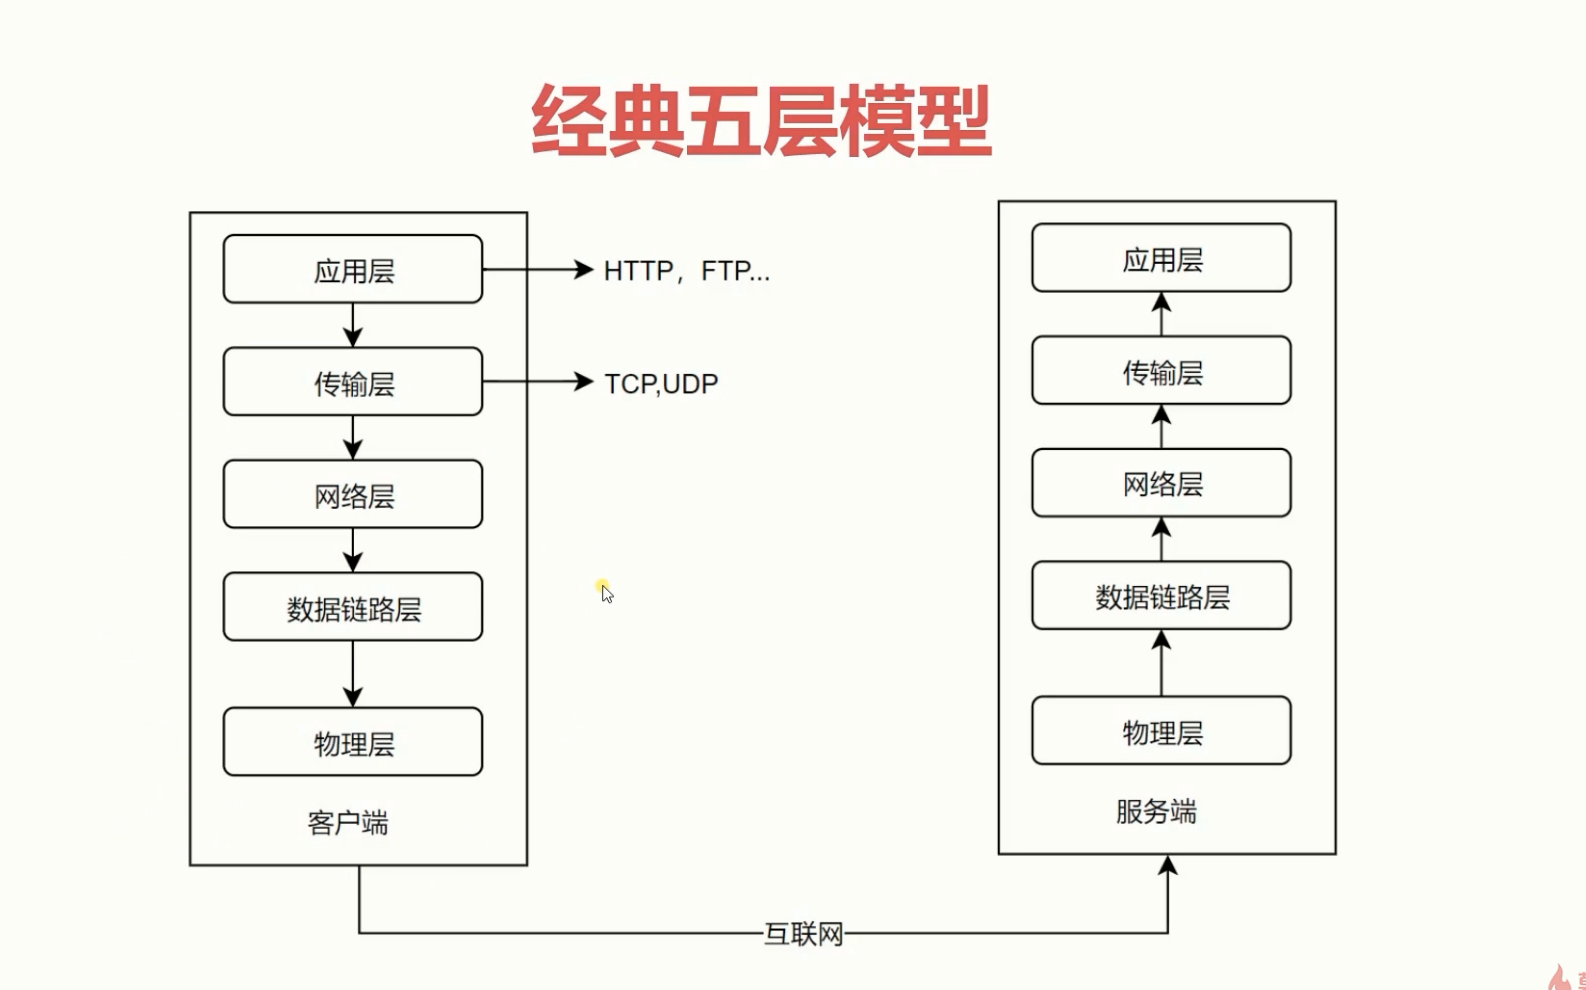 经典五层模型
应用层
HTTP，FTP...
传输层
TCP,UDP
网络层
数据链路层
物理层
客户端
应用层
传输层
网络层
数据链路层
物理层
服务端
互联网